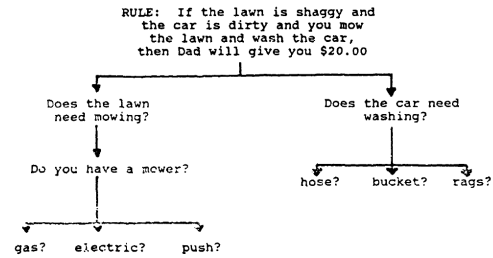 RULE: If the lawn is shaggy and
the car is dirty and you mow
the lawn and wash the car,
then Dad will give you $20.00
Does the lawn
need mowing?
Does the car need
washing?
Do you have a mower?
hose? bucket? rags?
gas? electric? push?